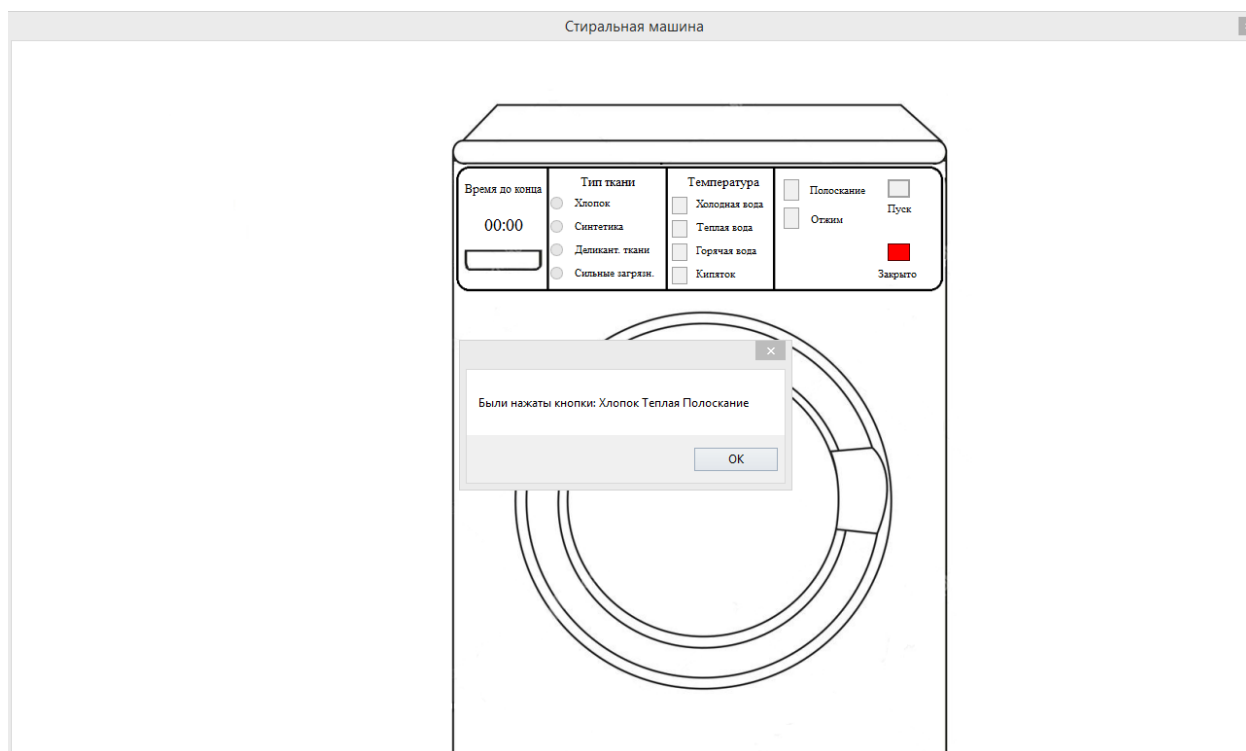 Стиральная машина
Время до конца
00:00
Тип ткани
Хлопок
Синтетика
Деликант. ткани
Сильные загрязн.
Температура
Холодная вода
Теплая вода
Горячая вода
Кипяток
Полоскание
Отжим
Пуск
Закрыто
Были нажаты кнопки: Хлопок Теплая Полоскание
OK